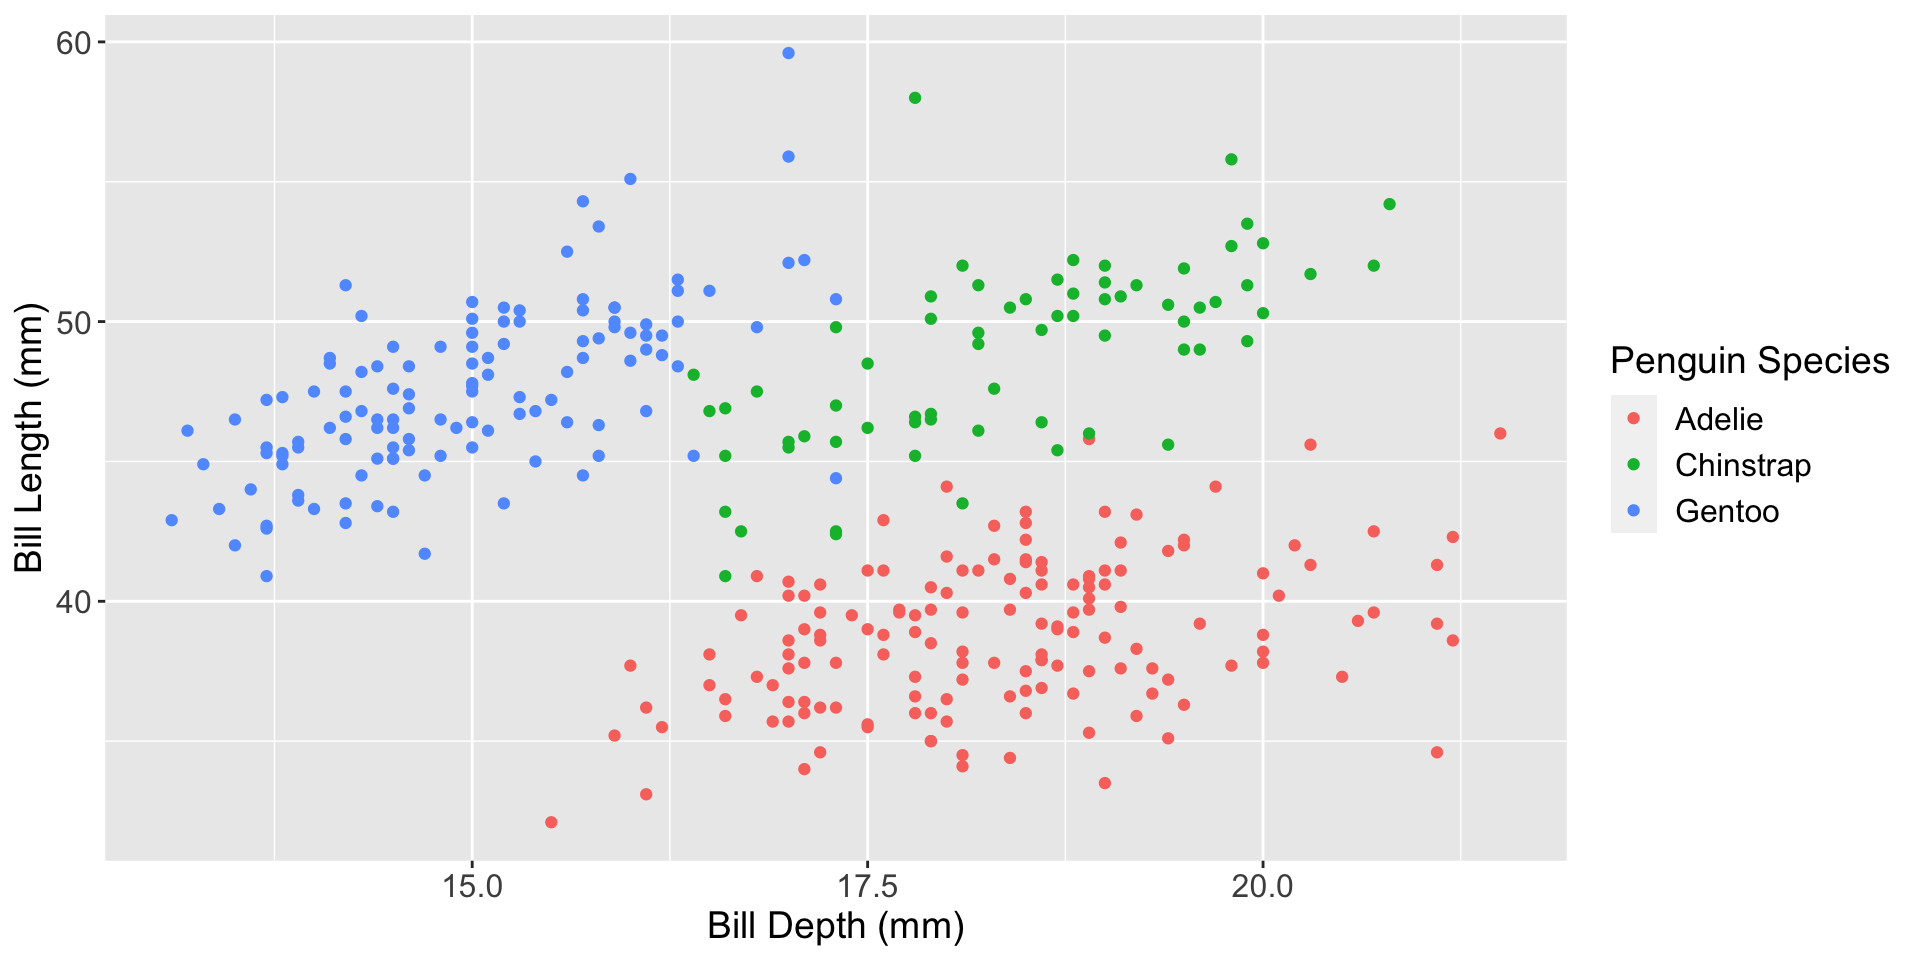 60
50
40
15.0 17.5 20.0
Bill Depth (mm)
Bill Length (mm)
Penguin Species
Adelie
Chinstrap
Gentoo